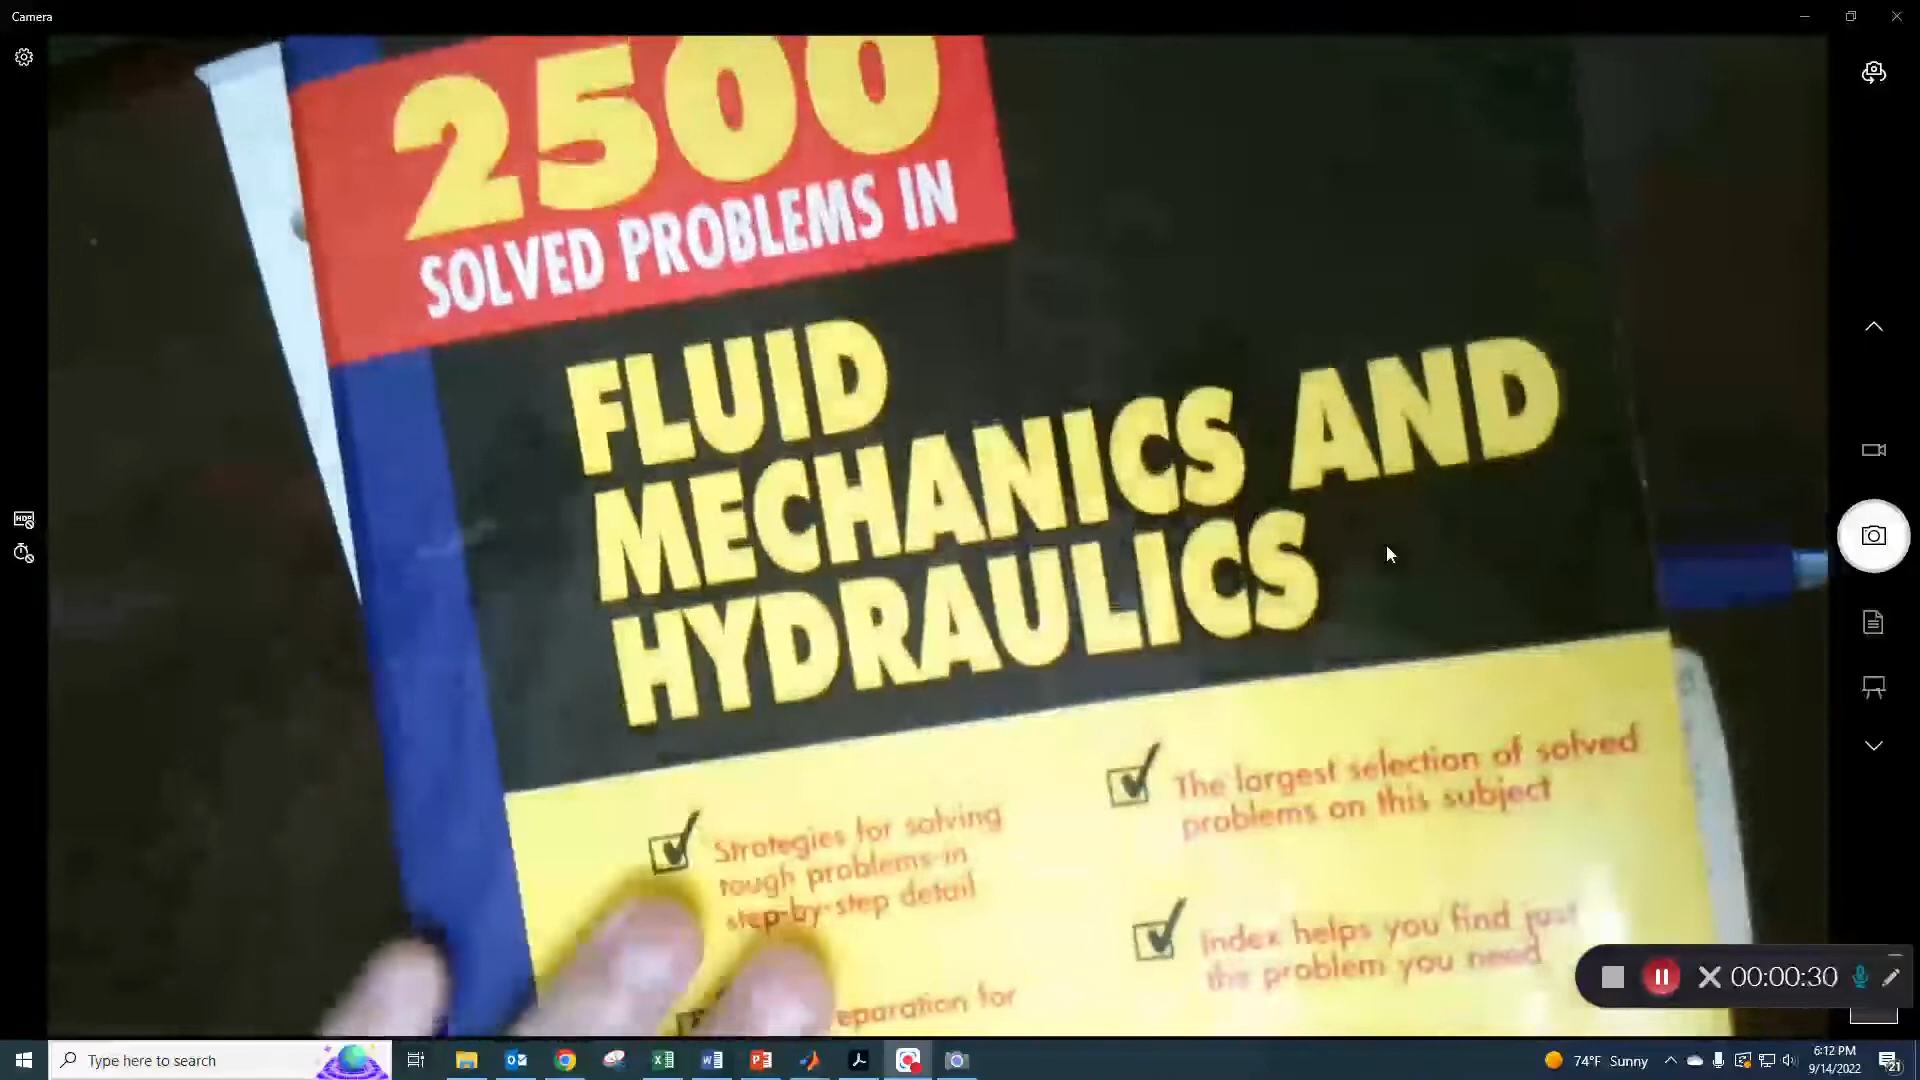 Camera
2500
SOLVED PROBLEMS IN
FLUID
MECHANICS AND
HYDRAULICS
Strategies for solving
tough problems-in
step-by-step detail
The largest selection of solved
problems on this subject
Index helps you find just
the problem you need
eparation for
00:00:30
Type here to search
74°F Sunny
6:12 PM
9/14/2022
21